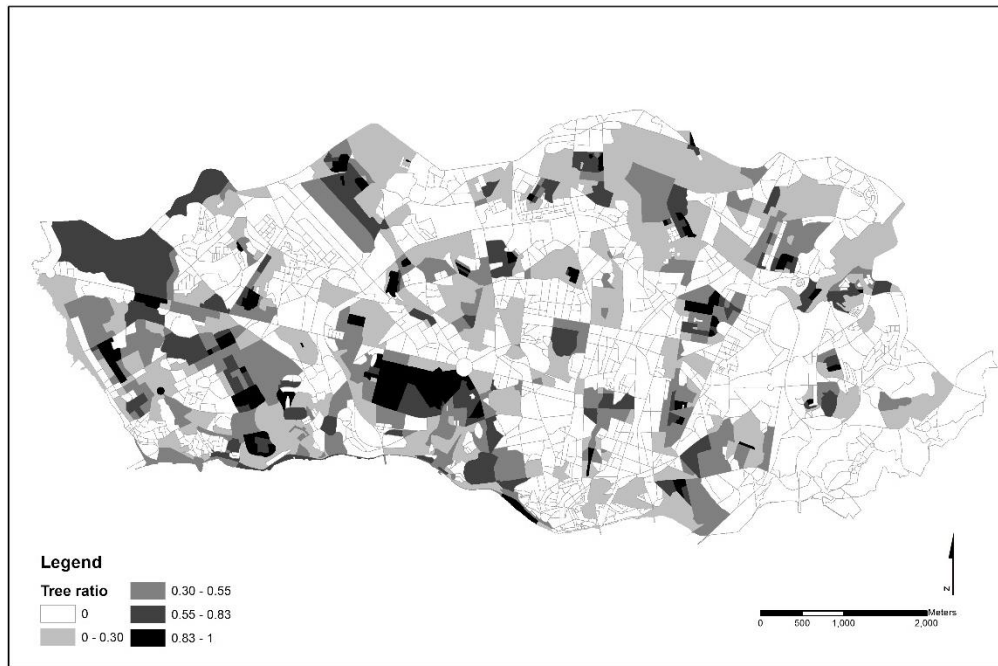 Legend
Tree ratio
0
0 - 0.30
0.30 - 0.55
0.55 - 0.83
0.83 - 1
N
Meters
0 500 1,000 2,000